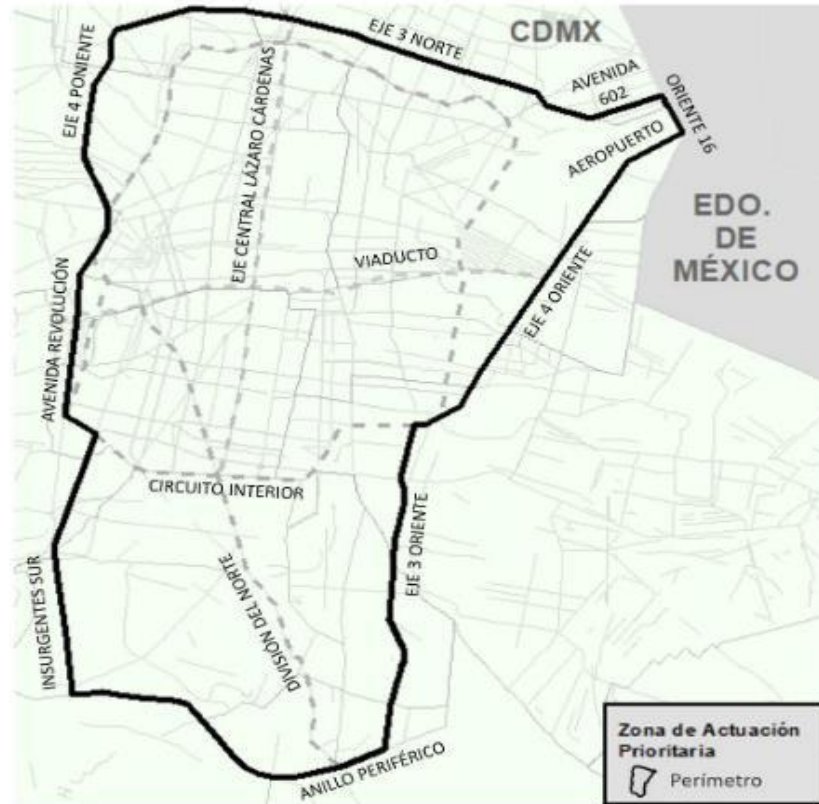 EJE 3 NORTE
CDMX
AVENIDA
602
ORIENTE 16
EJE 4 PONIENTE
EJE CENTRAL LÁZARO CÁRDENAS
AEROPUERTO
EDO.
DE
MÉXICO
VIADUCTO
EJE 4 ORIENTE
AVENIDA REVOLUCIÓN
CIRCUITO INTERIOR
EJE 3 ORIENTE
INSURGENTES SUR
DIVISIÓN DEL NORTE
ANILLO PERIFÉRICO
Zona de Actuación
Prioritaria
Perímetro